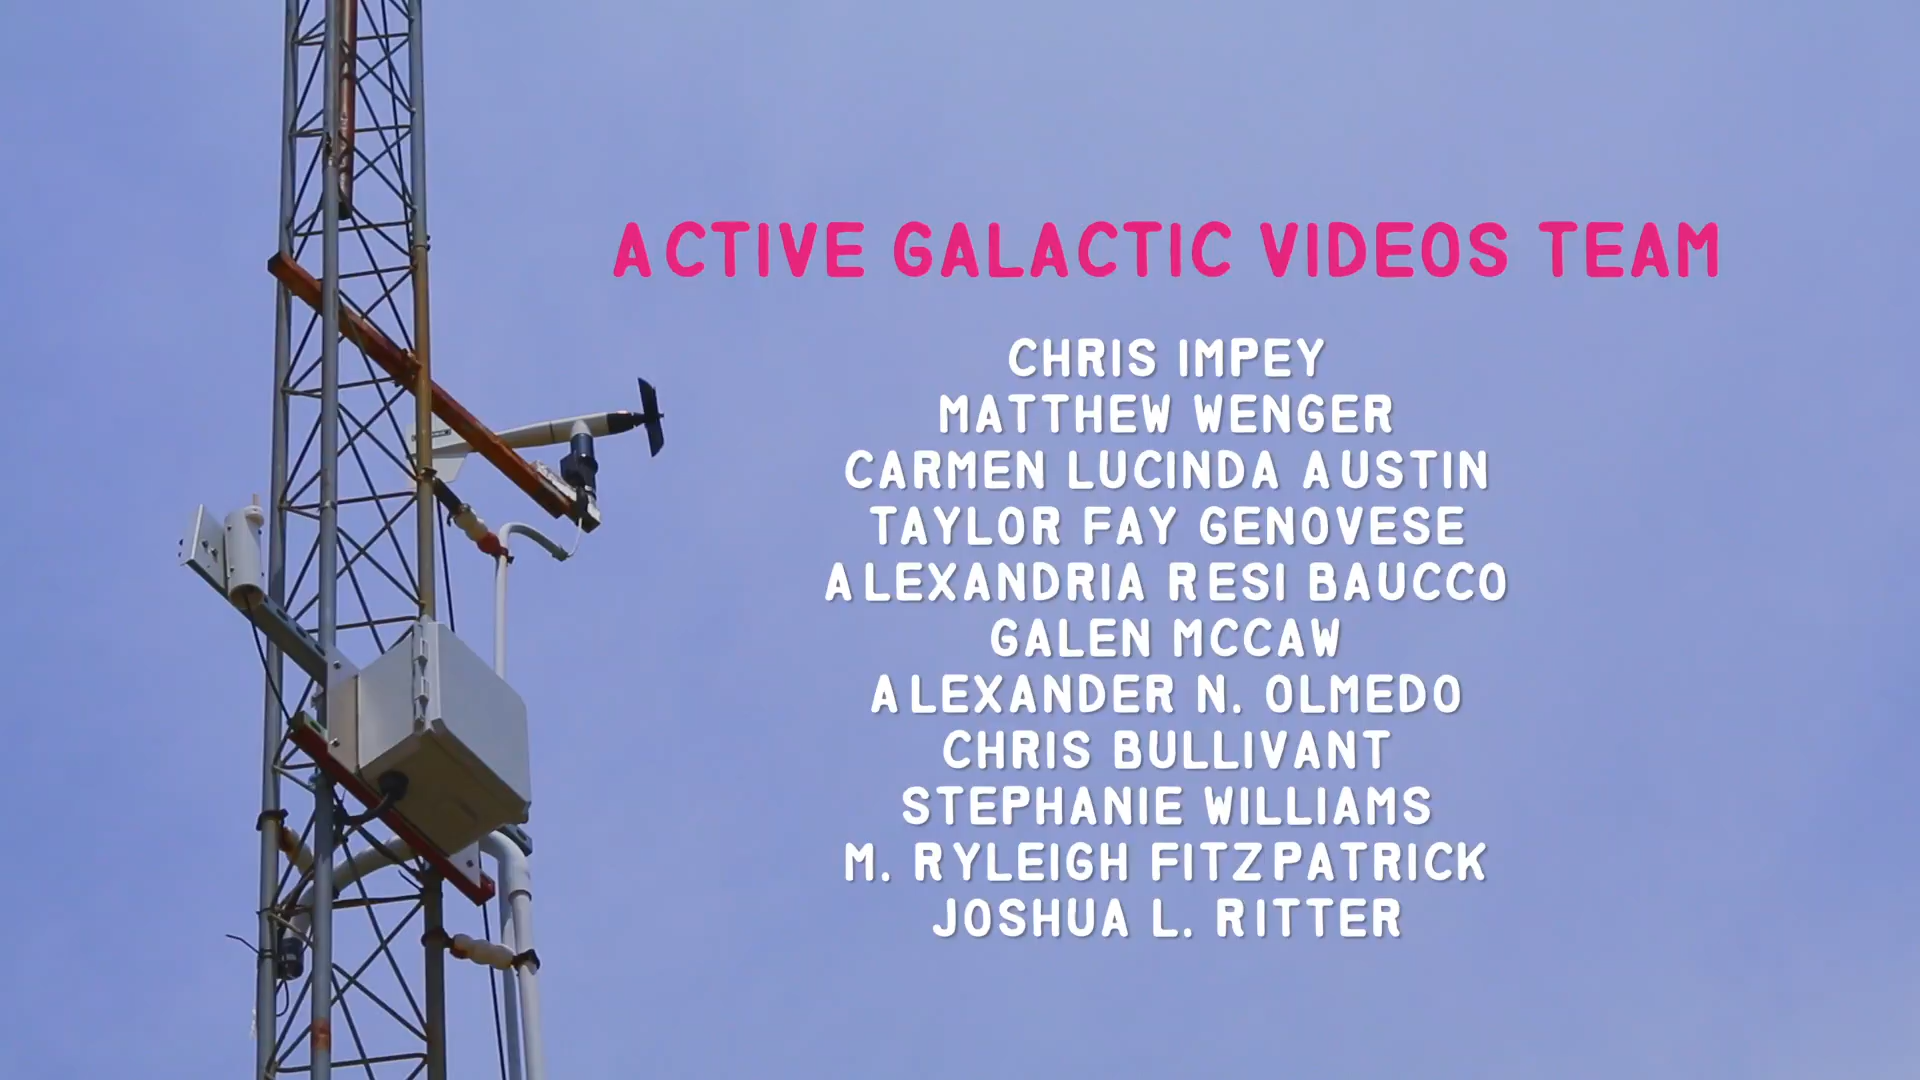 ACTIVE GALACTIC VIDEOS TEAM
CHRIS IMPEY
MATTHEW WENGER
CARMEN LUCINDA AUSTIN
TAYLOR FAY GENOVESE
ALEXANDRIA RESI BAUCCO
GALEN MCCAW
ALEXANDER N. OLMEDO
CHRIS BULLIVANT
STEPHANIE WILLIAMS
M. RYLEIGH FITZPATRICK
JOSHUA L. RITTER